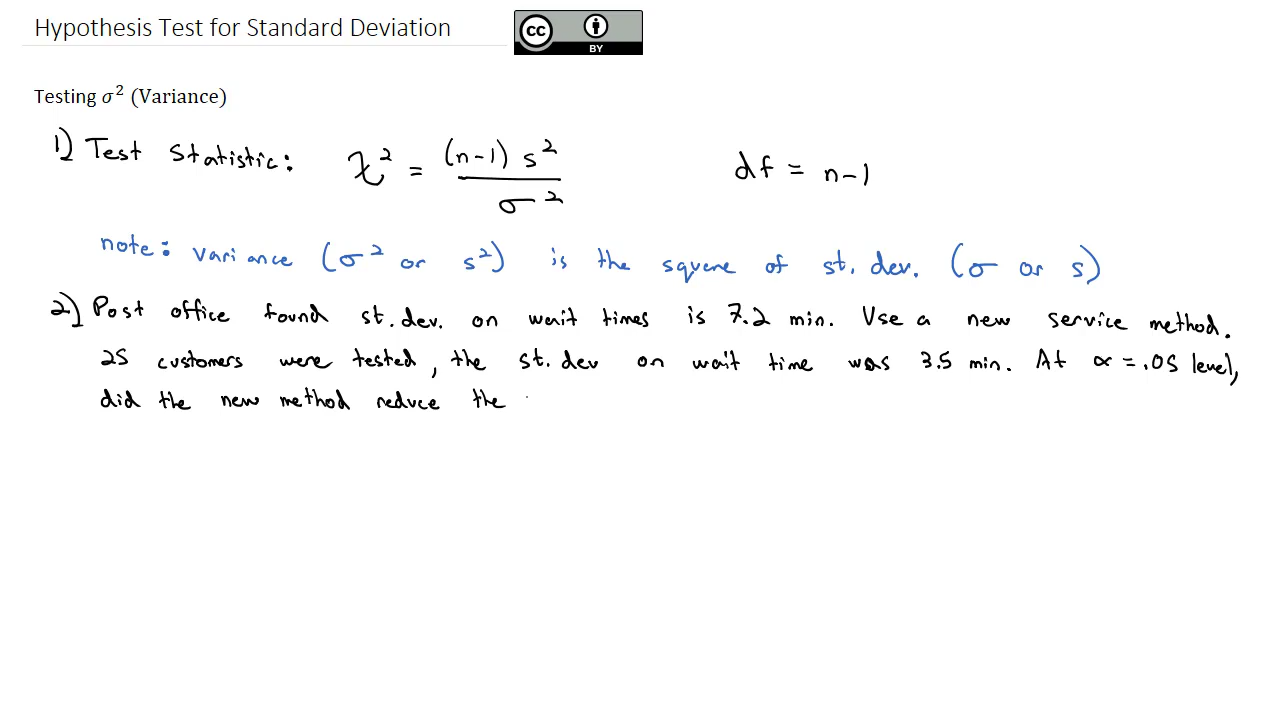 Hypothesis Test for Standard Deviation
cc BY
Testing σ² (Variance)
1) Test Statistic: χ² = (n-1) s² / σ² df = n-1
note: variance (σ² or s²) is the square of st. dev. (σ or s)
2) Post office found st. dev. on wait times is 7.2 min. Use a new service method.
25 customers were tested, the st. dev on wait time was 3.5 min. At α = .05 level,
did the new method reduce the